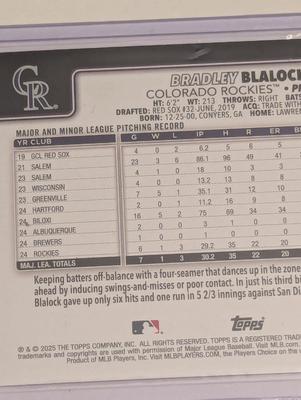 CR
BRADLEY BLALOCK
COLORADO ROCKIES™ •
HT: 6'2" WT: 213 THROWS: RIGHT BATS:
DRAFTED: RED SOX #32-JUNE, 2019 ACQ: TRADE WITH
BORN: 12-25-00, CONYERS, GA HOME: LAWREN
MAJOR AND MINOR LEAGUE PITCHING RECORD
YR CLUB G W L IP H R ER
19 GCL RED SOX 4 0 2 6.2 5 6 5
21 SALEM 23 3 6 86.1 96 49 41
23 SALEM 4 1 0 18 10 3 3
23 WISCONSIN 4 0 0 13.2 13 8 8
23 GREENVILLE 7 5 1 35.1 31 12 10
24 HARTFORD 2 0 1 11.2 16 9 8
24 BILOXI 16 5 2 75 69 34 34
24 ALBUQUERQUE 2 0 0 3 1 0 0
24 BREWERS 1 0 0 1 0 0 0
24 ROCKIES 6 1 3 29.2 35 22 20
MAJ. LEA. TOTALS 7 1 3 30.2 35 22 20
Keeping batters off-balance with a four-seamer that dances up in the zone
ahead by inducing swings-and-misses or poor contact. In just his third bi
Blalock gave up only six hits and one run in 5 2/3 innings against San Di
topps
® & © 2025 THE TOPPS COMPANY, INC. ALL RIGHTS RESERVED. TOPPS IS A REGISTERED TRA
trademarks and copyrights are used with permission of Major League Baseball. Visit MLB.com
Product of MLB Players, Inc. Visit MLBPLAYERS.COM, the Players Choice on the